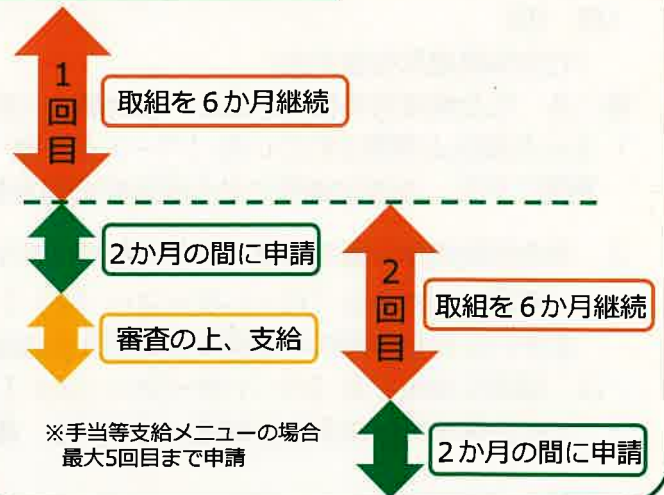 1回目
取組を6か月継続
2か月の間に申請
審査の上、支給
※手当等支給メニューの場合
最大5回目まで申請
2回目
取組を6か月継続
2か月の間に申請